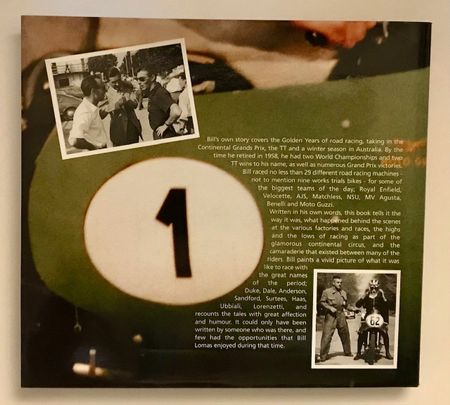 Bill's own story covers the Golden Years of road racing, taking in the
Continental Grands Prix, the TT and a winter season in Australia. By the
time he retired in 1958, he had two World Championships and two
TT wins to his name, as well as numerous Grand Prix victories.
Bill raced no less than 29 different road racing machines -
not to mention nine works trials bikes - for some of
the biggest teams of the day; Royal Enfield,
Velocette, AJS, Matchless, NSU, MV Agusta,
Benelli and Moto Guzzi.
Written in his own words, this book tells it the
way it was, what happened behind the scenes
at the various factories and races, the highs
and the lows of racing as part of the
glamorous continental circus, and the
camaraderie that existed between many of the
riders. Bill paints a vivid picture of what it was
like to race with
the great names
of the period;
Duke, Dale, Anderson,
Sandford, Surtees, Haas,
Ubbiali, Lorenzetti, and
recounts the tales with great affection
and humour. It could only have been
written by someone who was there, and
few had the opportunities that Bill
Lomas enjoyed during that time.
1
62